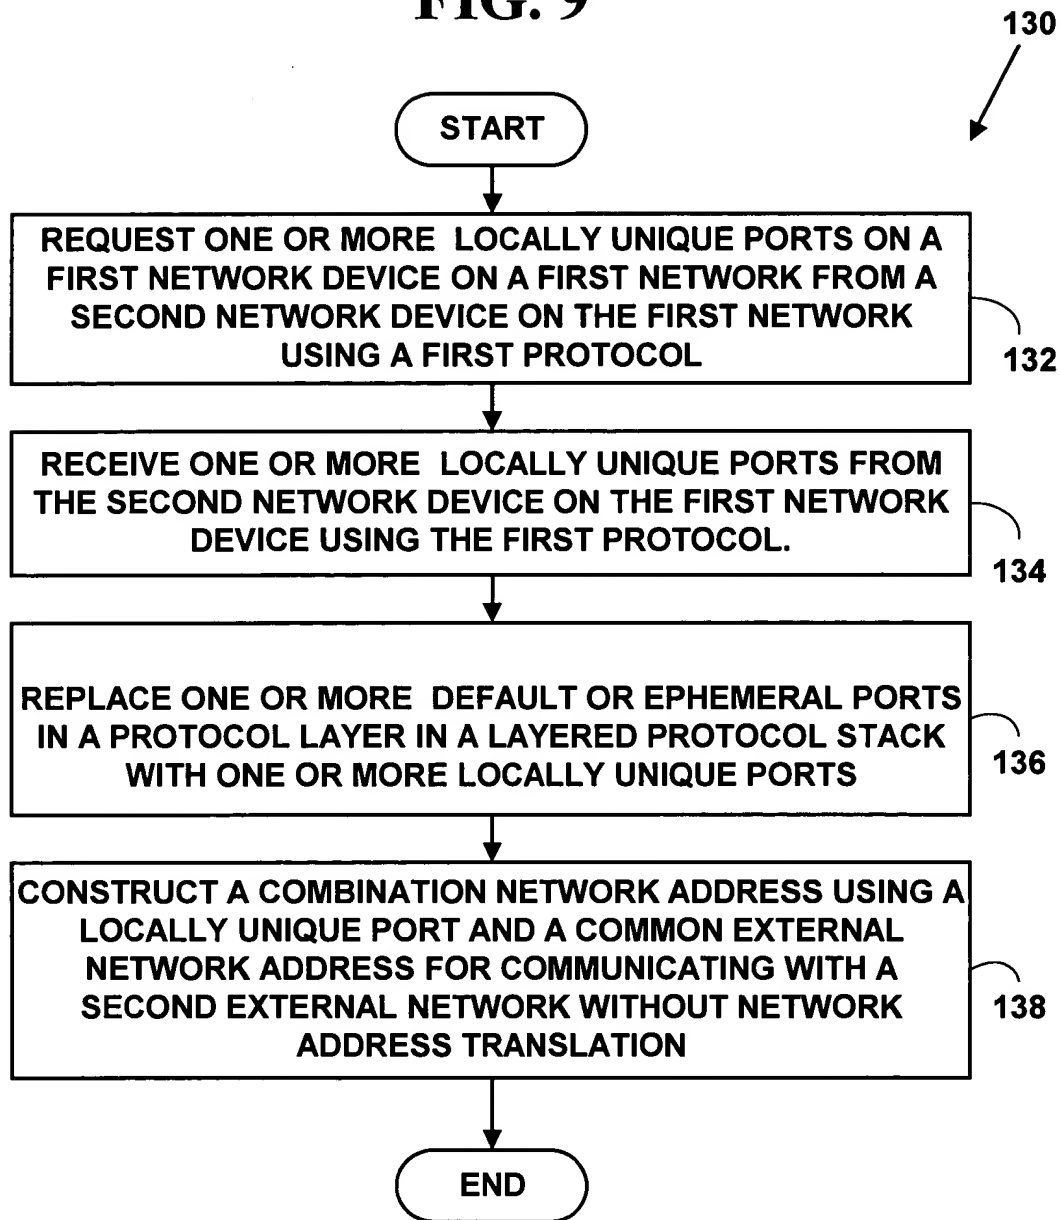 FIG. 9
130
START
REQUEST ONE OR MORE LOCALLY UNIQUE PORTS ON A
FIRST NETWORK DEVICE ON A FIRST NETWORK FROM A
SECOND NETWORK DEVICE ON THE FIRST NETWORK
USING A FIRST PROTOCOL
132
RECEIVE ONE OR MORE LOCALLY UNIQUE PORTS FROM
THE SECOND NETWORK DEVICE ON THE FIRST NETWORK
DEVICE USING THE FIRST PROTOCOL.
134
REPLACE ONE OR MORE DEFAULT OR EPHEMERAL PORTS
IN A PROTOCOL LAYER IN A LAYERED PROTOCOL STACK
WITH ONE OR MORE LOCALLY UNIQUE PORTS
136
CONSTRUCT A COMBINATION NETWORK ADDRESS USING A
LOCALLY UNIQUE PORT AND A COMMON EXTERNAL
NETWORK ADDRESS FOR COMMUNICATING WITH A
SECOND EXTERNAL NETWORK WITHOUT NETWORK
ADDRESS TRANSLATION
138
END